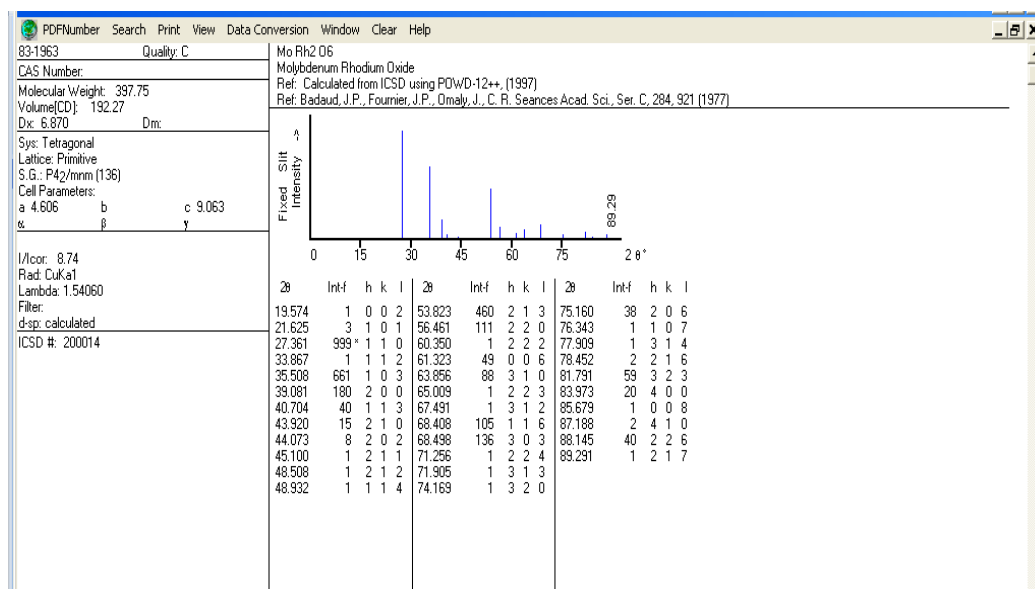 PDFNumber Search Print View Data Conversion Window Clear Help
83-1963 Quality: C
CAS Number:
Molecular Weight: 397.75
Volume[CD]: 192.27
Dx: 6.870 Dm:
Sys: Tetragonal
Lattice: Primitive
S.G.: P42/mnm (136)
Cell Parameters:
a 4.606 b c 9.063
α β γ
I/Icor: 8.74
Rad: CuKa1
Lambda: 1.54060
Filter:
d-sp: calculated
ICSD #: 200014
Mo Rh2 O6
Molybdenum Rhodium Oxide
Ref: Calculated from ICSD using POWD-12++, (1997)
Ref: Badaud, J.P., Fournier, J.P., Omaly, J., C. R. Seances Acad. Sci., Ser. C, 284, 921 (1977)
Fixed Slit
Intensity ->
89.29
0 15 30 45 60 75 2 θ°
2θ Int-f h k l 2θ Int-f h k l 2θ Int-f h k l
19.574 1 0 0 2 53.823 460 2 1 3 75.160 38 2 0 6
21.625 3 1 0 1 56.461 111 2 2 0 76.343 1 1 0 7
27.361 999* 1 1 0 60.350 1 2 2 2 77.909 1 3 1 4
33.867 1 1 1 2 61.323 49 0 0 6 78.452 2 2 1 6
35.508 661 1 0 3 63.856 88 3 1 0 81.791 59 3 2 3
39.081 180 2 0 0 65.009 1 2 2 3 83.973 20 4 0 0
40.704 40 1 1 3 67.491 1 3 1 2 85.679 1 0 0 8
43.920 15 2 1 0 68.408 105 1 1 6 87.188 2 4 1 0
44.073 8 2 0 2 68.498 136 3 0 3 88.145 40 2 2 6
45.100 1 2 1 1 71.256 1 2 2 4 89.291 1 2 1 7
48.508 1 2 1 2 71.905 1 3 1 3
48.932 1 1 1 4 74.169 1 3 2 0